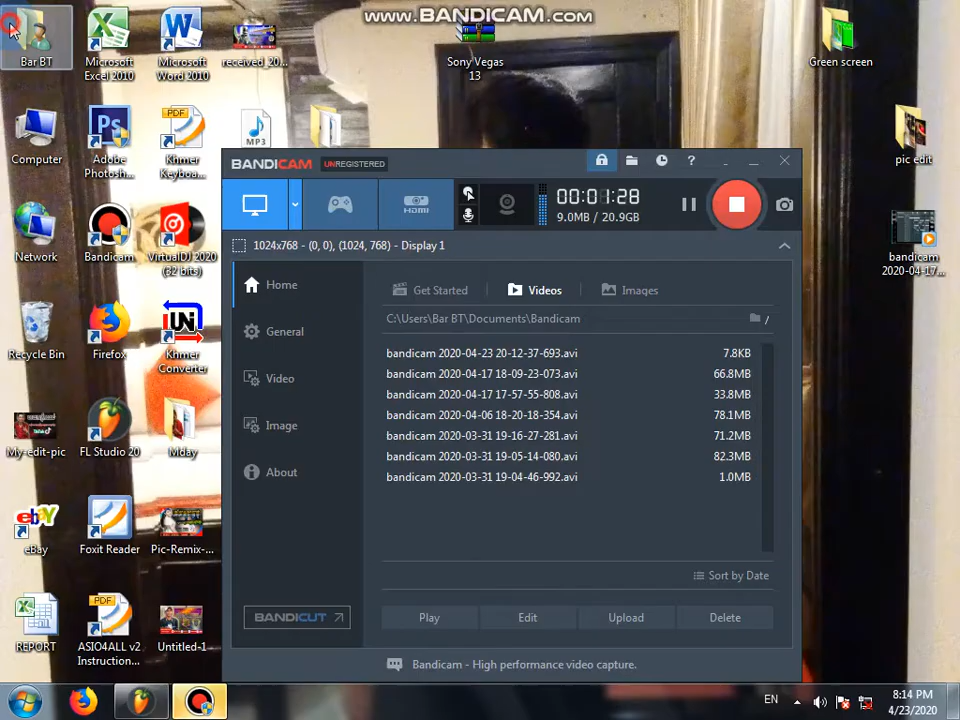 www.BANDICAM.com
Bar BT
Microsoft
Excel 2010
Microsoft
Word 2010
received_20...
Sony Vegas
13
Green screen
Computer
Adobe
Photosh...
PDF
Khmer
Keyboa...
MP3
pic edit
Network
Bandicam
VirtualDJ 2020
(32 bits)
bandicam
2020-04-17...
Recycle Bin
Firefox
UNi
Khmer
Converter
My-edit-pic
FL Studio 20
Mday
ebay
eBay
Foxit Reader
Pic-Remix-...
REPORT
PDF
ASIO4ALL v2
Instruction...
Untitled-1
BANDICAM UNREGISTERED
HDMI
00:01:28
9.0MB / 20.9GB
1024x768 - (0, 0), (1024, 768) - Display 1
Home
General
Video
Image
About
BANDICUT
Get Started
Videos
Images
C:\Users\Bar BT\Documents\Bandicam
/
bandicam 2020-04-23 20-12-37-693.avi 7.8KB
bandicam 2020-04-17 18-09-23-073.avi 66.8MB
bandicam 2020-04-17 17-57-55-808.avi 33.8MB
bandicam 2020-04-06 18-20-18-354.avi 78.1MB
bandicam 2020-03-31 19-16-27-281.avi 71.2MB
bandicam 2020-03-31 19-05-14-080.avi 82.3MB
bandicam 2020-03-31 19-04-46-992.avi 1.0MB
Sort by Date
Play Edit Upload Delete
Bandicam - High performance video capture.
EN
8:14 PM
4/23/2020